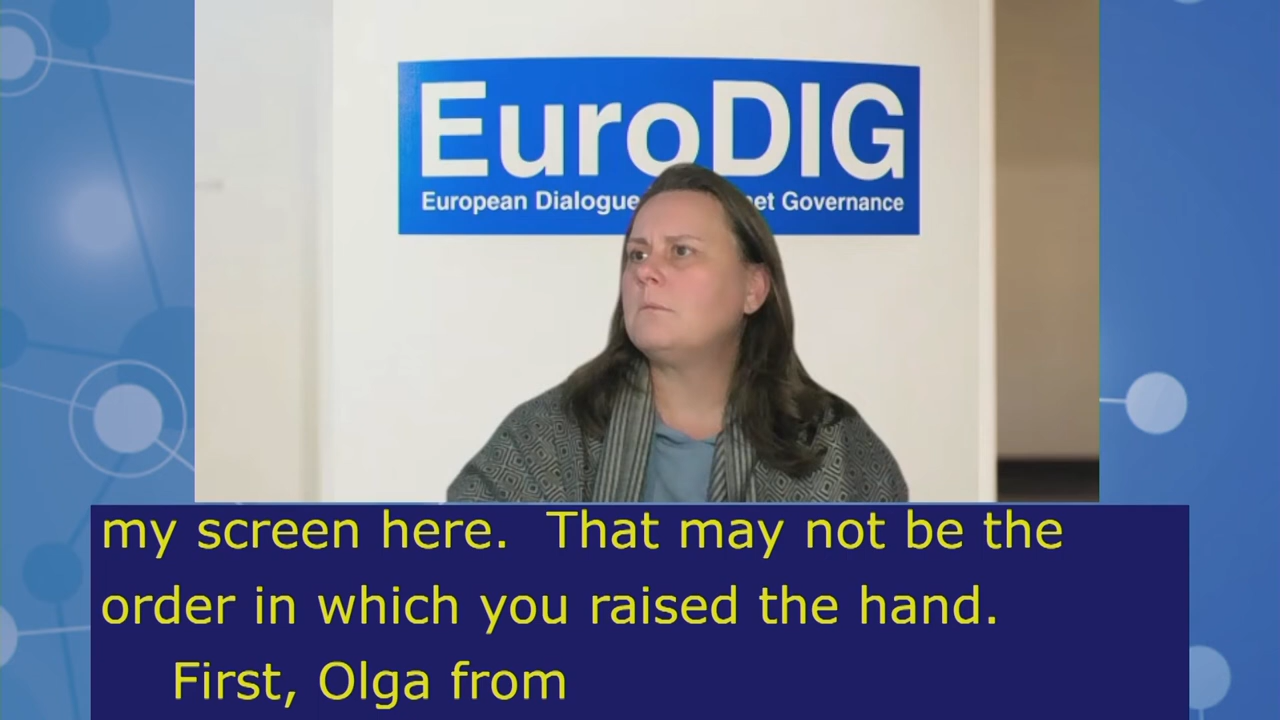 EuroDIG
European Dialogue net Governance
my screen here.  That may not be the
order in which you raised the hand.
First, Olga from